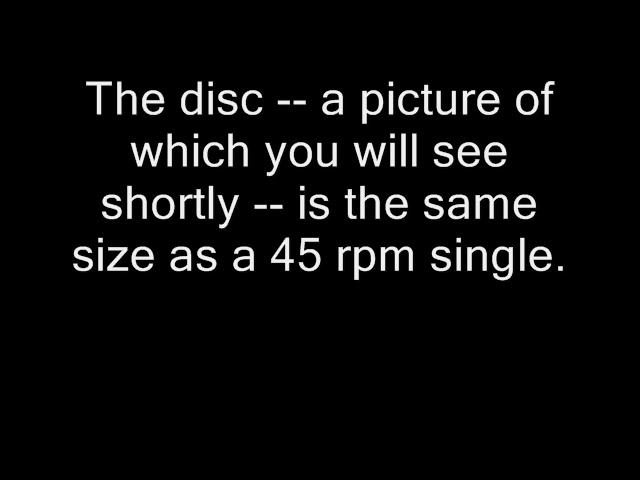 The disc -- a picture of
which you will see
shortly -- is the same
size as a 45 rpm single.